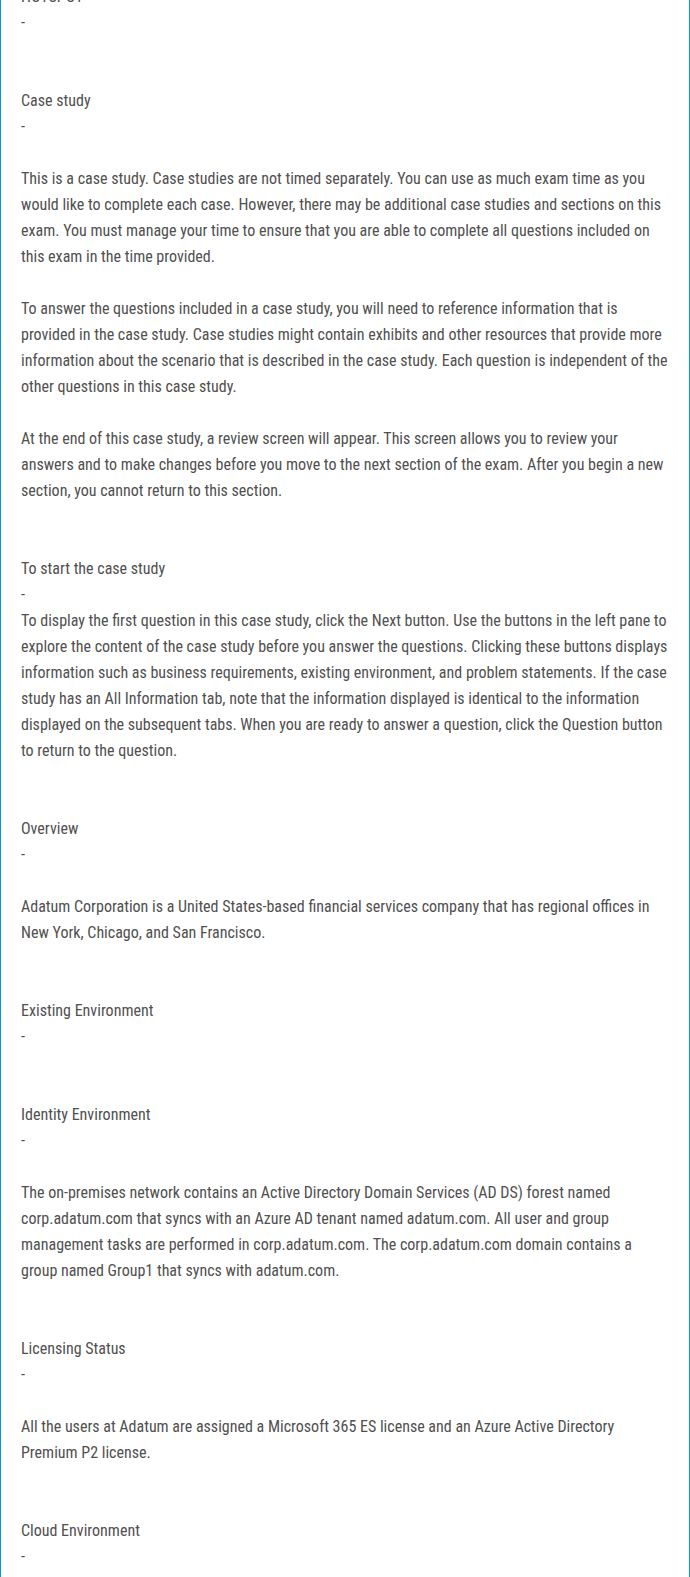 -
Case study
-
This is a case study. Case studies are not timed separately. You can use as much exam time as you
would like to complete each case. However, there may be additional case studies and sections on this
exam. You must manage your time to ensure that you are able to complete all questions included on
this exam in the time provided.
To answer the questions included in a case study, you will need to reference information that is
provided in the case study. Case studies might contain exhibits and other resources that provide more
information about the scenario that is described in the case study. Each question is independent of the
other questions in this case study.
At the end of this case study, a review screen will appear. This screen allows you to review your
answers and to make changes before you move to the next section of the exam. After you begin a new
section, you cannot return to this section.
To start the case study
-
To display the first question in this case study, click the Next button. Use the buttons in the left pane to
explore the content of the case study before you answer the questions. Clicking these buttons displays
information such as business requirements, existing environment, and problem statements. If the case
study has an All Information tab, note that the information displayed is identical to the information
displayed on the subsequent tabs. When you are ready to answer a question, click the Question button
to return to the question.
Overview
-
Adatum Corporation is a United States-based financial services company that has regional offices in
New York, Chicago, and San Francisco.
Existing Environment
-
Identity Environment
-
The on-premises network contains an Active Directory Domain Services (AD DS) forest named
corp.adatum.com that syncs with an Azure AD tenant named adatum.com. All user and group
management tasks are performed in corp.adatum.com. The corp.adatum.com domain contains a
group named Group1 that syncs with adatum.com.
Licensing Status
-
All the users at Adatum are assigned a Microsoft 365 ES license and an Azure Active Directory
Premium P2 license.
Cloud Environment
-